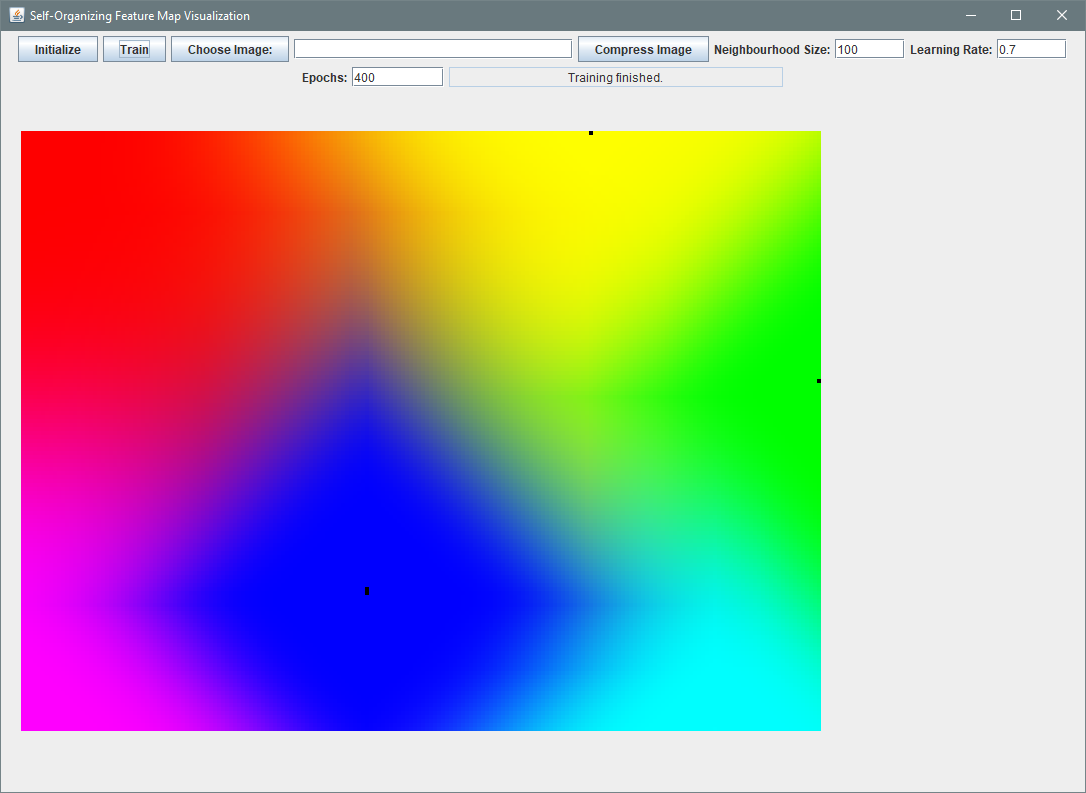 Self-Organizing Feature Map Visualization
Initialize Train Choose Image: Compress Image Neighbourhood Size: 100 Learning Rate: 0.7
Epochs: 400 Training finished.